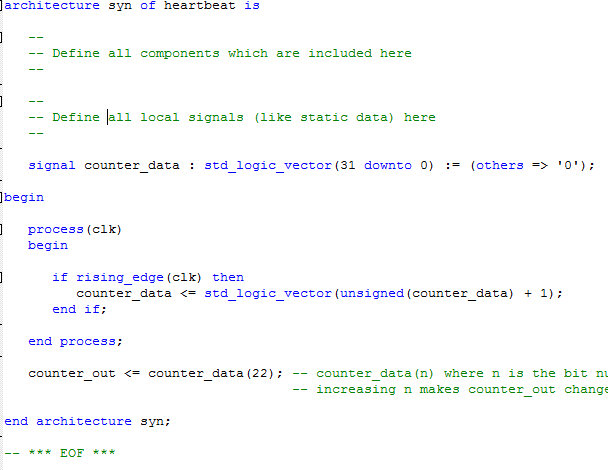 architecture syn of heartbeat is
--
-- Define all components which are included here
--
--
-- Define all local signals (like static data) here
--
signal counter_data : std_logic_vector(31 downto 0) := (others => '0');
begin
process(clk)
begin
if rising_edge(clk) then
counter_data <= std_logic_vector(unsigned(counter_data) + 1);
end if;
end process;
counter_out <= counter_data(22); -- counter_data(n) where n is the bit nu
-- increasing n makes counter_out change
end architecture syn;
-- *** EOF ***